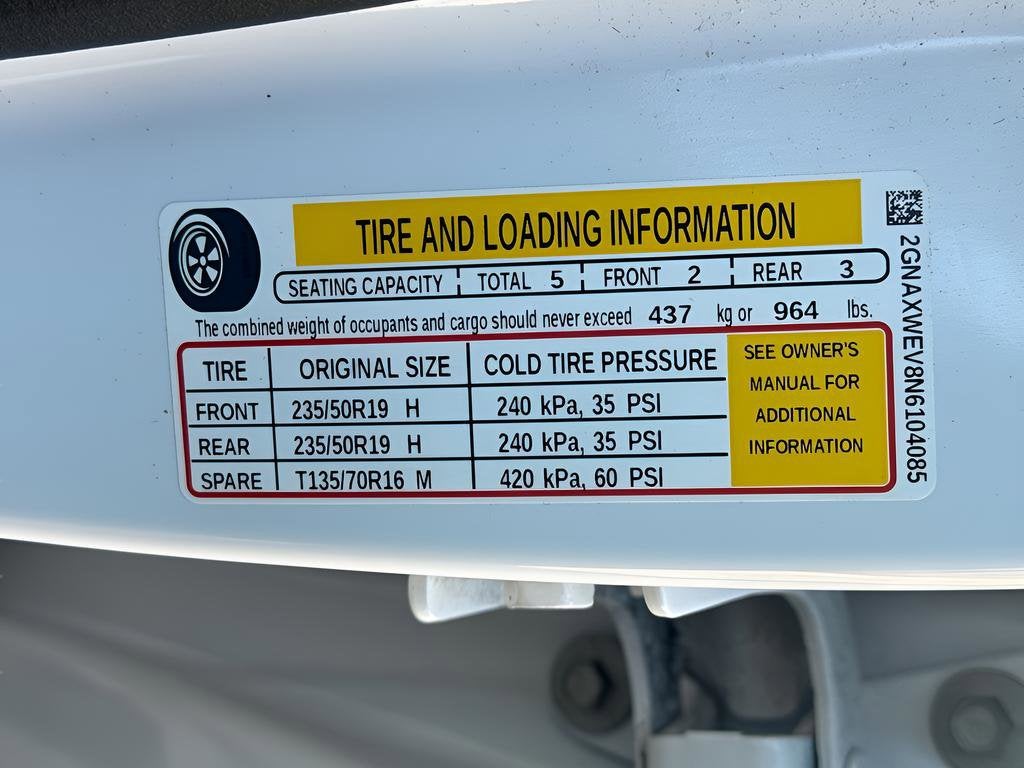 TIRE AND LOADING INFORMATION
SEATING CAPACITY TOTAL 5 FRONT 2 REAR 3
The combined weight of occupants and cargo should never exceed 437 kg or 964 lbs.
TIRE ORIGINAL SIZE COLD TIRE PRESSURE
FRONT 235/50R19 H 240 kPa, 35 PSI
REAR 235/50R19 H 240 kPa, 35 PSI
SPARE T135/70R16 M 420 kPa, 60 PSI
SEE OWNER'S
MANUAL FOR
ADDITIONAL
INFORMATION
2GNAXWEV8N6104085